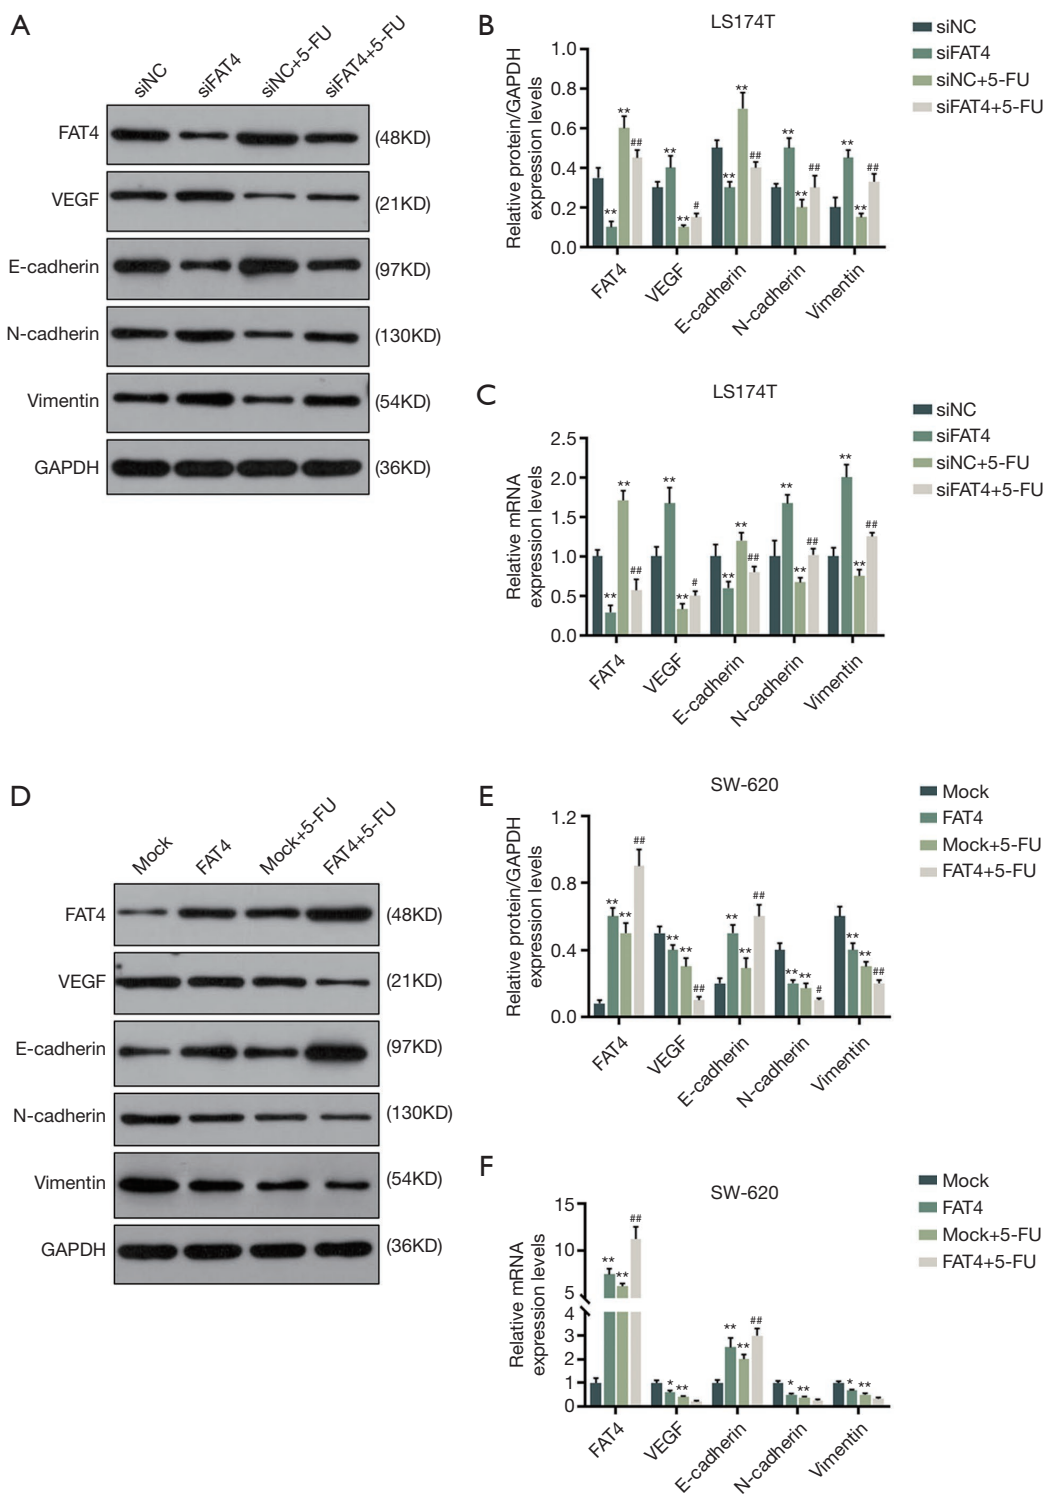 A
siNC
siFAT4
siNC+5-FU
siFAT4+5-FU
FAT4
(48KD)
VEGF
(21KD)
E-cadherin
(97KD)
N-cadherin
(130KD)
Vimentin
(54KD)
GAPDH
(36KD)
B
LS174T
siNC
siFAT4
siNC+5-FU
siFAT4+5-FU
Relative protein/GAPDH
expression levels
1.0
0.8
0.6
0.4
0.2
0.0
** ** ## ** ** ** # ** ** ## ** ** ## ** ** ##
FAT4
VEGF
E-cadherin
N-cadherin
Vimentin
C
LS174T
siNC
siFAT4
siNC+5-FU
siFAT4+5-FU
Relative mRNA
expression levels
2.5
2.0
1.5
1.0
0.5
0.0
** ** ## ** ** # ** ** ## ** ** ## ** ** ##
FAT4
VEGF
E-cadherin
N-cadherin
Vimentin
D
Mock
FAT4
Mock+5-FU
FAT4+5-FU
FAT4
(48KD)
VEGF
(21KD)
E-cadherin
(97KD)
N-cadherin
(130KD)
Vimentin
(54KD)
GAPDH
(36KD)
E
SW-620
Mock
FAT4
Mock+5-FU
FAT4+5-FU
Relative protein/GAPDH
expression levels
1.2
0.8
0.4
0.0
** ** ## ** ** ## ** ** ## ** ** # ** ** ##
FAT4
VEGF
E-cadherin
N-cadherin
Vimentin
F
SW-620
Mock
FAT4
Mock+5-FU
FAT4+5-FU
Relative mRNA
expression levels
15
10
5
4
3
2
1
0
** ** ## * ** ** ** ## * ** * **
FAT4
VEGF
E-cadherin
N-cadherin
Vimentin